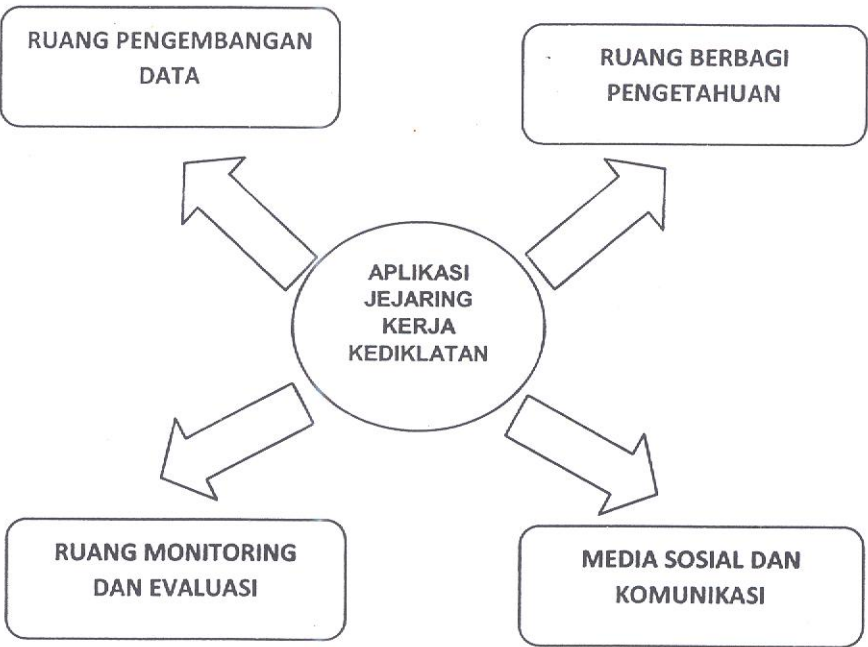 RUANG PENGEMBANGAN
DATA
RUANG BERBAGI
PENGETAHUAN
APLIKASI
JEJARING
KERJA
KEDIKLATAN
RUANG MONITORING
DAN EVALUASI
MEDIA SOSIAL DAN
KOMUNIKASI